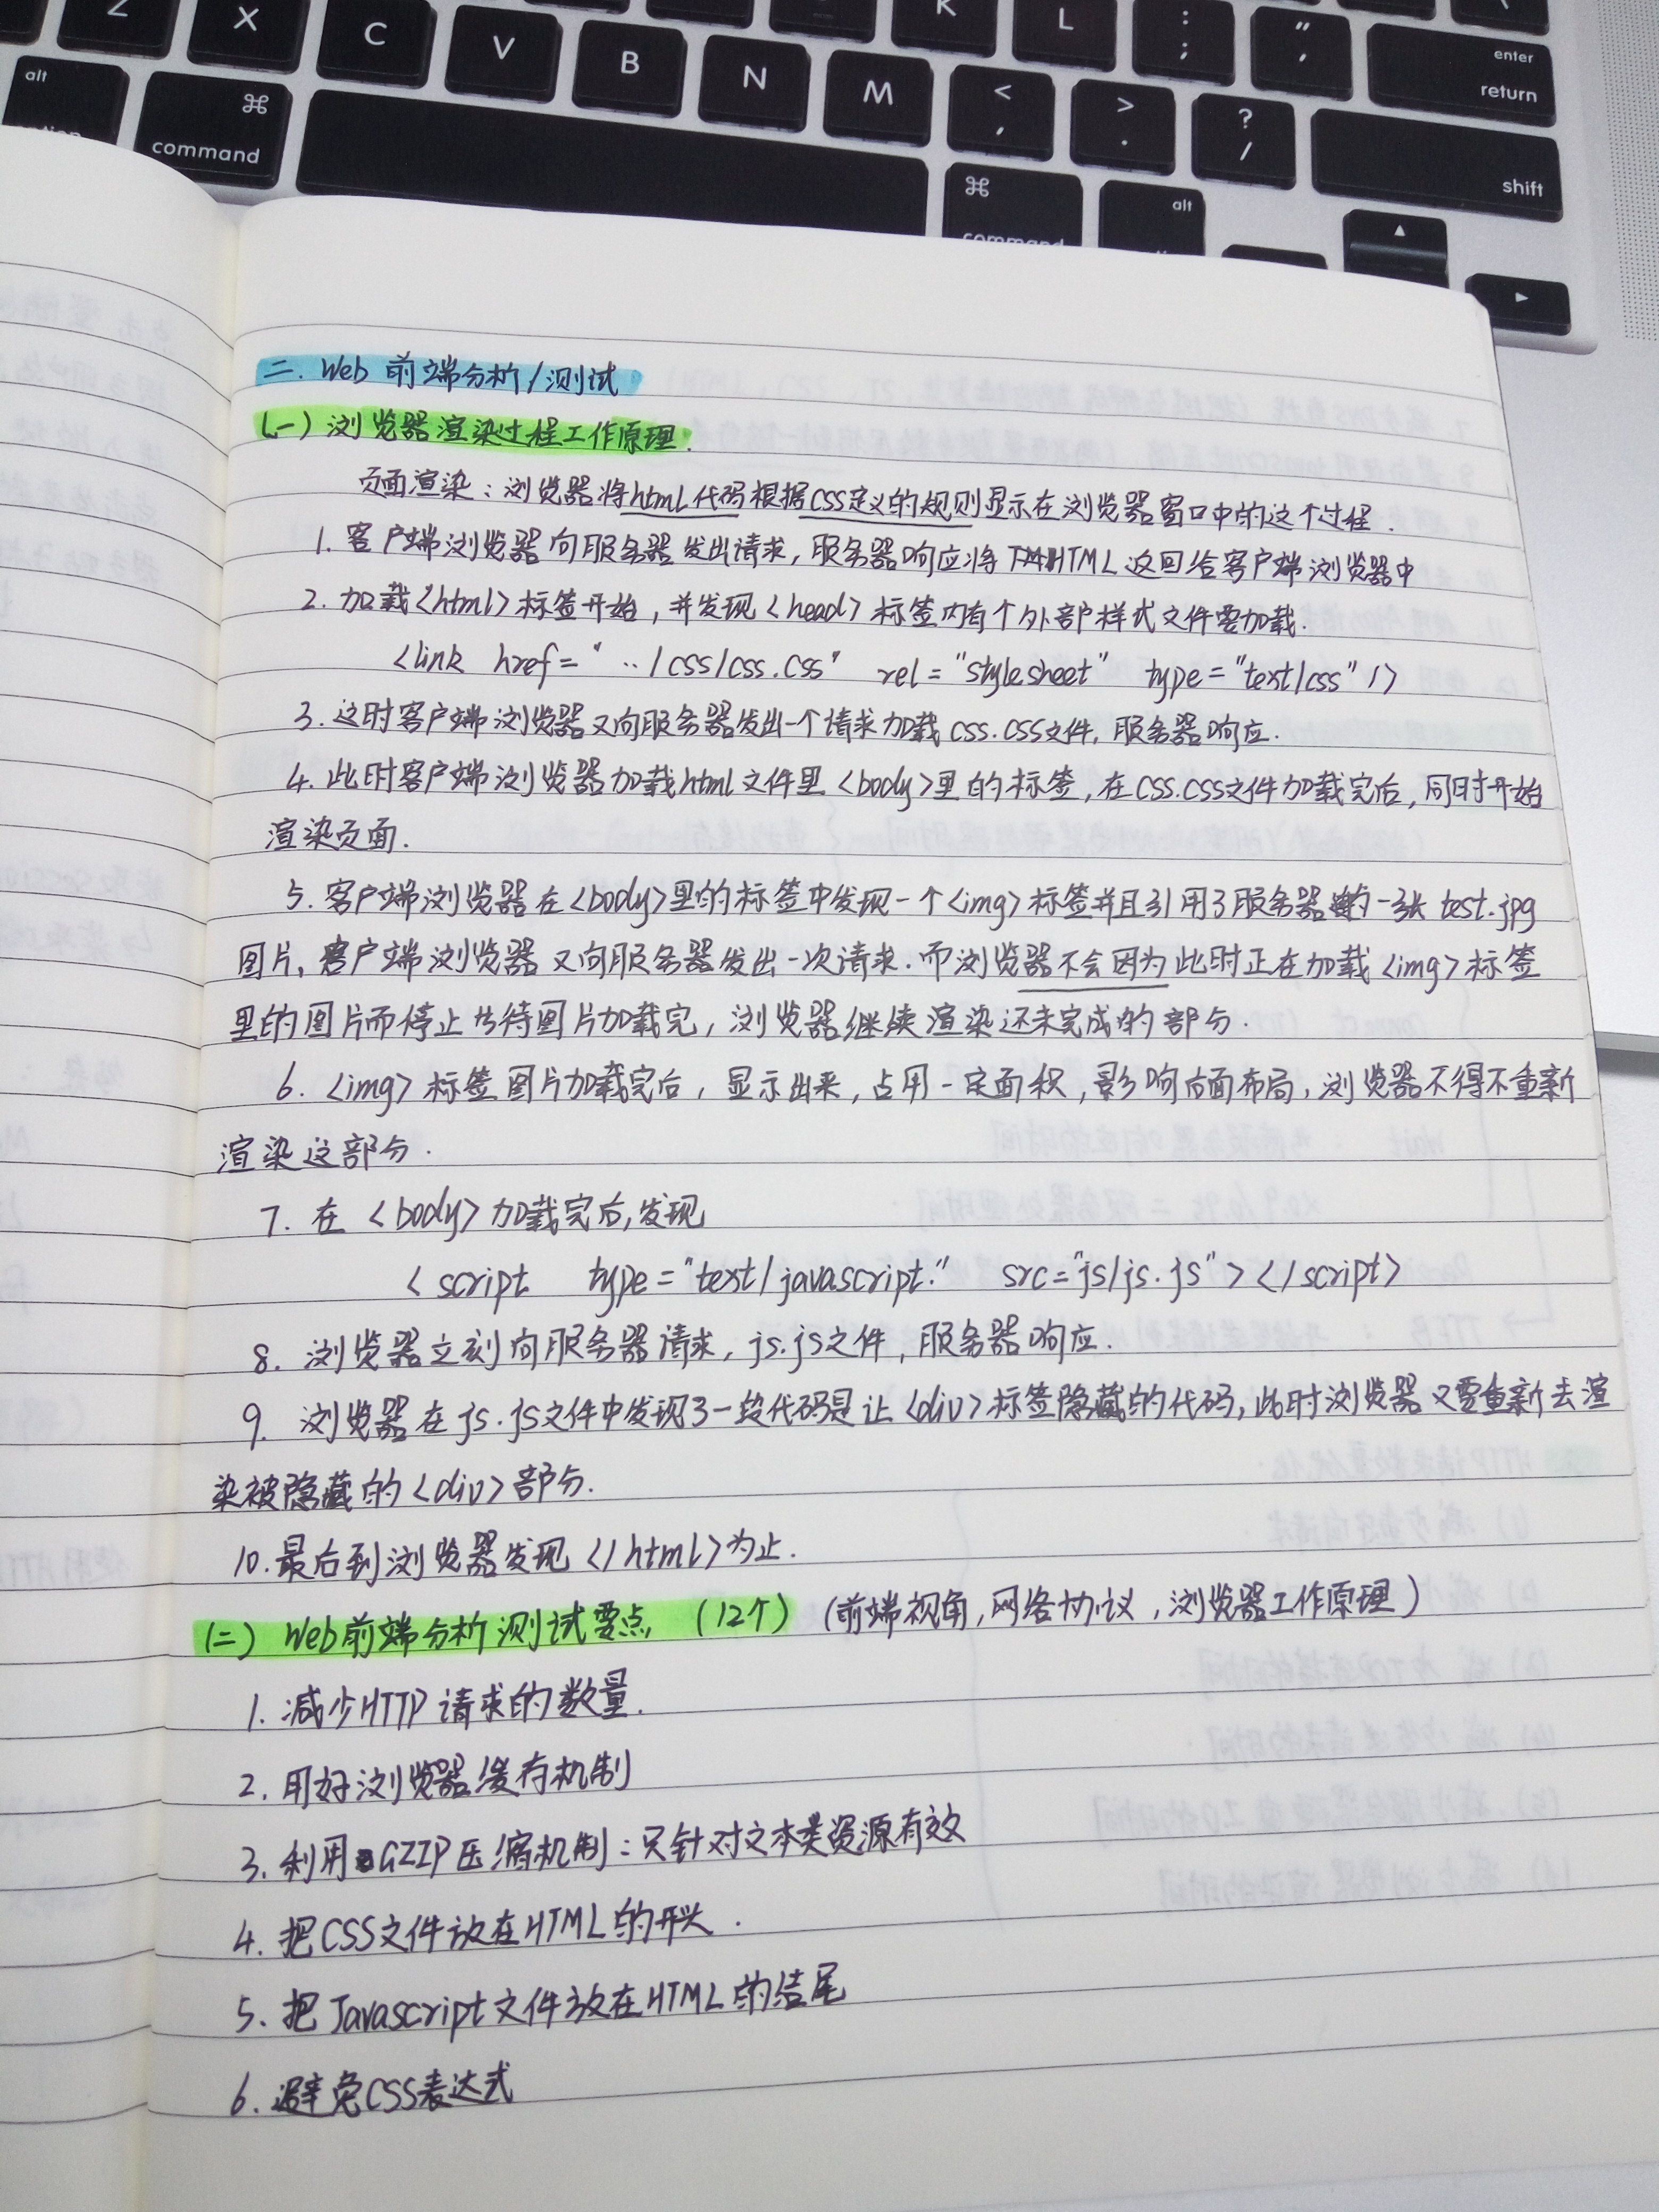 Z X C V B N M K L : ; " ' < , > . ? /
enter
return
alt
option
⌘
command
⌘
command
alt
option
shift
二. Web 前端分析/测试
(一) 浏览器渲染过程工作原理.
页面渲染: 浏览器将html代码根据CSS定义的规则显示在浏览器窗口中的这个过程.
1. 客户端浏览器向服务器发出请求, 服务器响应将HTML返回给客户端浏览器中
2. 加载<html>标签开始, 并发现<head>标签内有个外部样式文件要加载.
<link href="../css/css.css" rel="stylesheet" type="text/css"/>
3. 这时客户端浏览器又向服务器发出一个请求加载css.css文件, 服务器响应.
4. 此时客户端浏览器加载html文件里<body>里的标签, 在css.css文件加载完后, 同时开始
渲染页面.
5. 客户端浏览器在<body>里的标签中发现一个<img>标签并且引用了服务器的一张test.jpg
图片, 客户端浏览器又向服务器发出一次请求. 而浏览器不会因为此时正在加载<img>标签
里的图片而停止等待图片加载完, 浏览器继续渲染还未完成的部分.
6. <img>标签图片加载完后, 显示出来, 占用一定面积, 影响后面布局, 浏览器不得不重新
渲染这部分.
7. 在<body>加载完后, 发现
<script type="text/javascript." src="js/js.js"></script>
8. 浏览器立刻向服务器请求, js.js文件, 服务器响应.
9. 浏览器在js.js文件中发现了一段代码是让<div>标签隐藏的代码, 此时浏览器又要重新去渲
染被隐藏的<div>部分.
10. 最后到浏览器发现</html>为止.
(二) Web前端分析测试要点 (12个) (前端视角, 网络协议, 浏览器工作原理)
1. 减少HTTP请求的数量.
2. 用好浏览器缓存机制
3. 利用GZIP压缩机制: 只针对文本类资源有效
4. 把CSS文件放在HTML的开头.
5. 把Javascript文件放在HTML的结尾
6. 避免CSS表达式